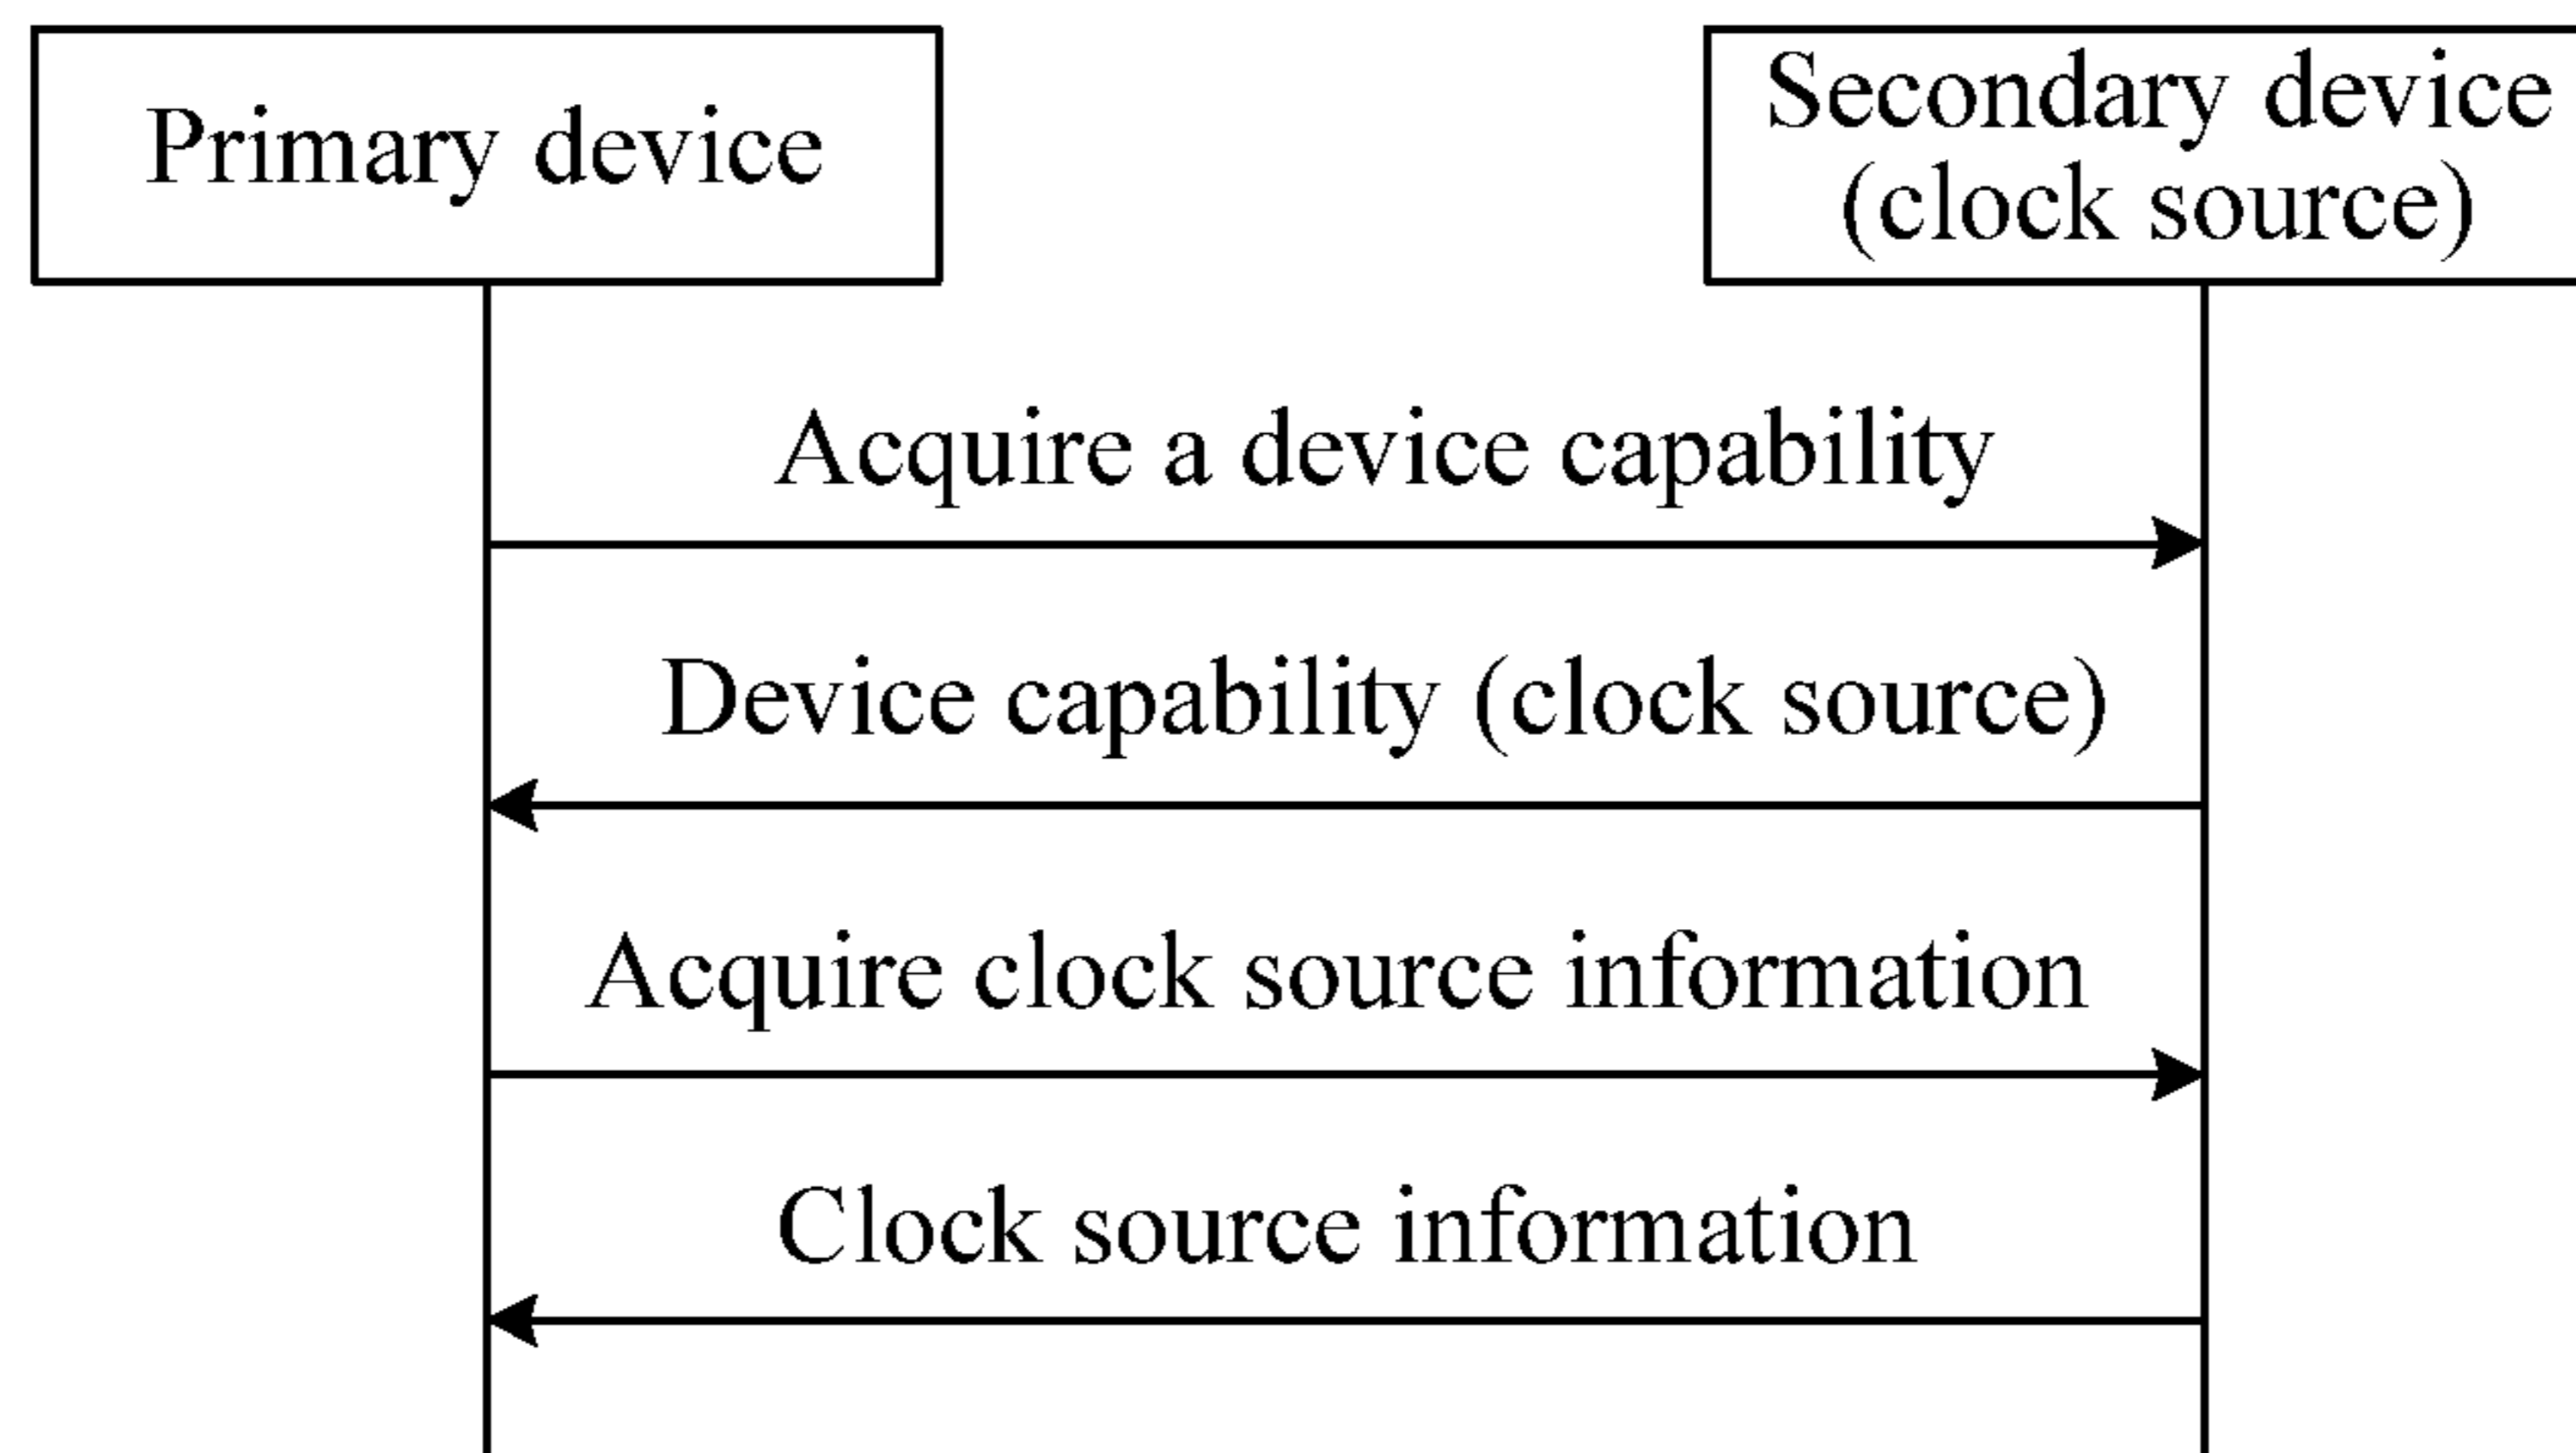 Primary device
Secondary device
(clock source)
Acquire a device capability
Device capability (clock source)
Acquire clock source information
Clock source information